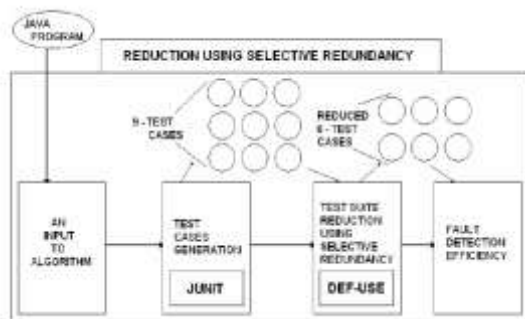 JAVA
PROGRAM
REDUCTION USING SELECTIVE REDUNDANCY
9 - TEST
CASES
REDUCED
6 - TEST
CASES
AN
INPUT
TO
ALGORITHM
TEST
CASES
GENERATION
JUNIT
TEST SUITE
REDUCTION
USING
SELECTIVE
REDUNDANCY
DEF-USE
FAULT
DETECTION
EFFICIENCY